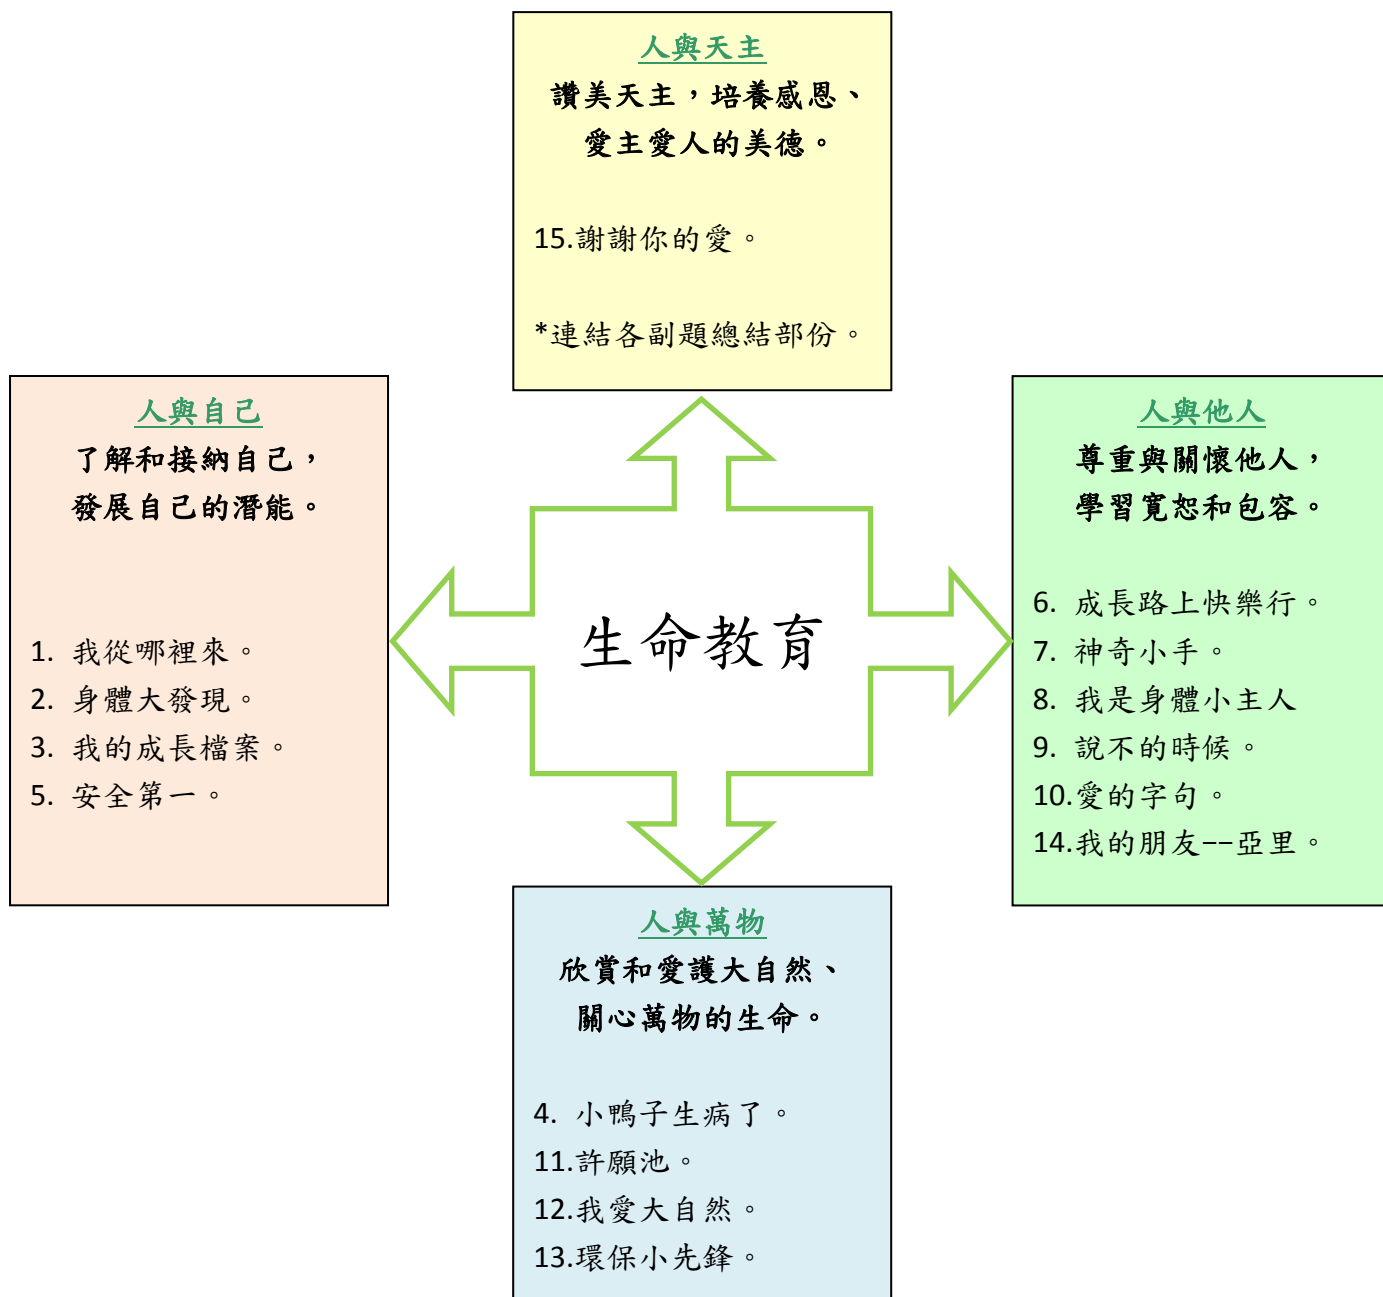 人與天主
讚美天主，培養感恩、
愛主愛人的美德。
15.謝謝你的愛。
*連結各副題總結部份。
人與自己
了解和接納自己，
發展自己的潛能。
1. 我從哪裡來。
2. 身體大發現。
3. 我的成長檔案。
5. 安全第一。
生命教育
人與他人
尊重與關懷他人，
學習寬恕和包容。
6. 成長路上快樂行。
7. 神奇小手。
8. 我是身體小主人
9. 說不的時候。
10.愛的字句。
14.我的朋友--亞里。
人與萬物
欣賞和愛護大自然、
關心萬物的生命。
4. 小鴨子生病了。
11.許願池。
12.我愛大自然。
13.環保小先鋒。